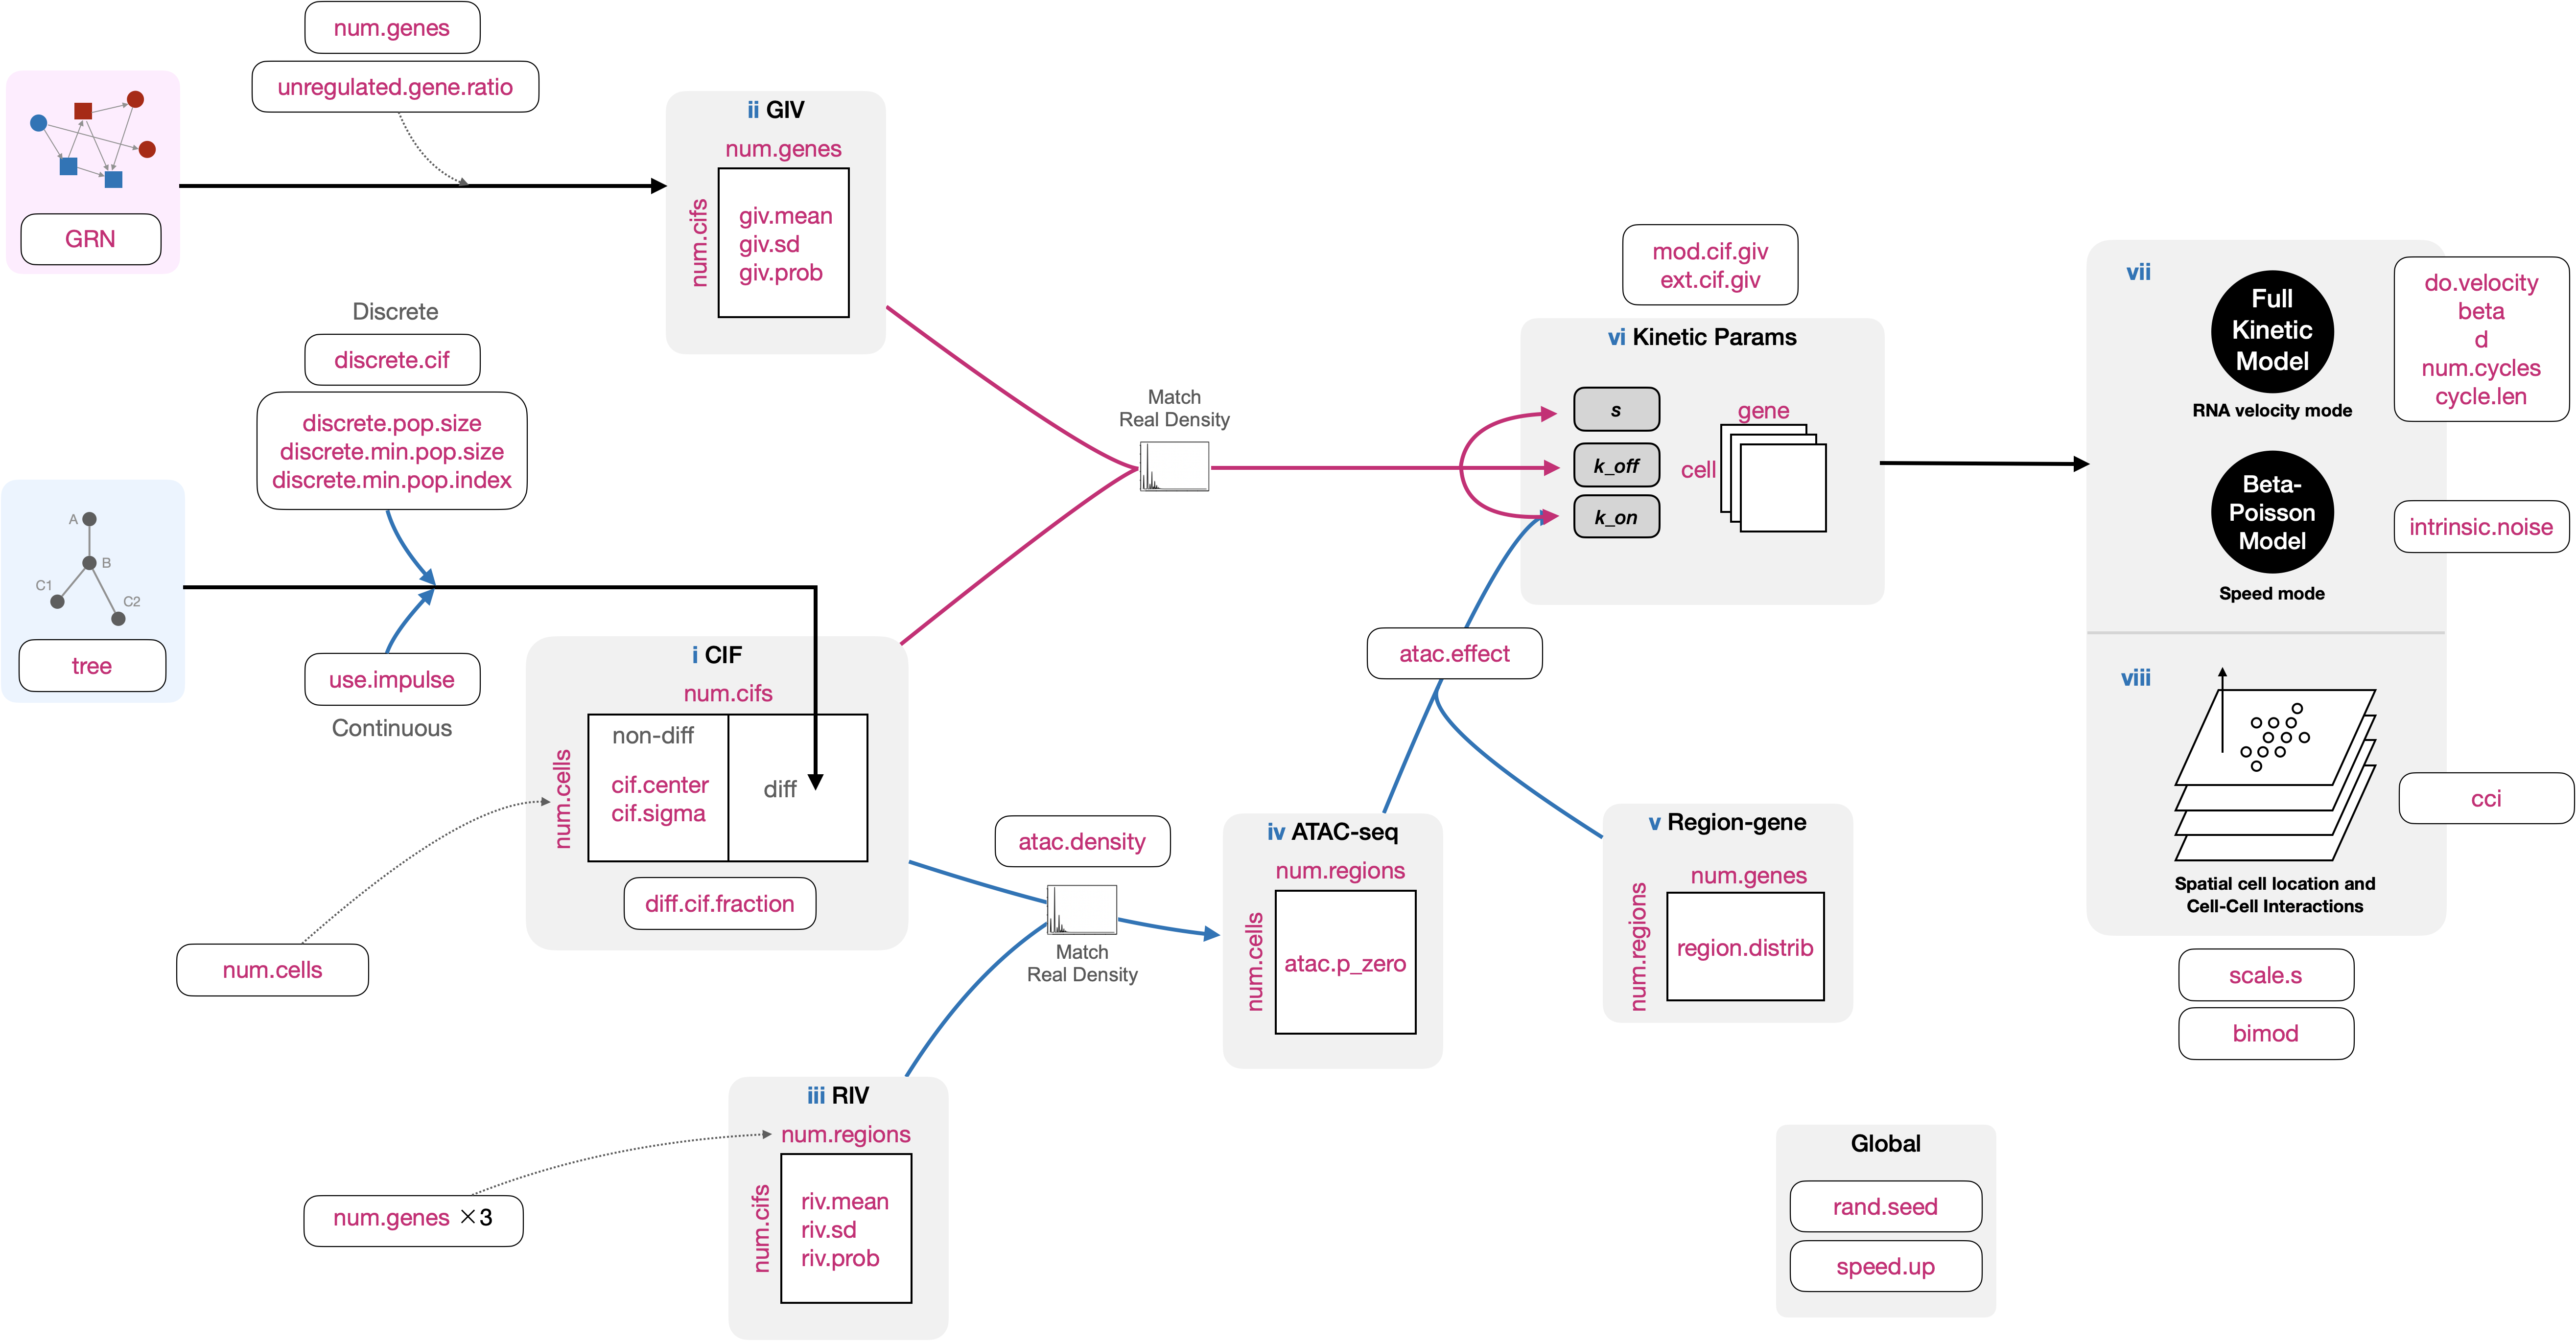 num.genes
unregulated.gene.ratio
GRN
ii GIV
num.genes
num.cifs
giv.mean
giv.sd
giv.prob
Discrete
discrete.cif
discrete.pop.size
discrete.min.pop.size
discrete.min.pop.index
A
B
C1
C2
tree
use.impulse
Continuous
i CIF
num.cifs
num.cells
non-diff
cif.center
cif.sigma
diff
diff.cif.fraction
num.cells
Match
Real Density
mod.cif.giv
ext.cif.giv
vi Kinetic Params
s
k_off
k_on
gene
cell
atac.effect
atac.density
Match
Real Density
iv ATAC-seq
num.regions
num.cells
atac.p_zero
v Region-gene
num.genes
num.regions
region.distrib
iii RIV
num.regions
num.cifs
riv.mean
riv.sd
riv.prob
num.genes ×3
vii
Full
Kinetic
Model
RNA velocity mode
do.velocity
beta
d
num.cycles
cycle.len
Beta-
Poisson
Model
Speed mode
intrinsic.noise
viii
Spatial cell location and
Cell-Cell Interactions
cci
scale.s
bimod
Global
rand.seed
speed.up